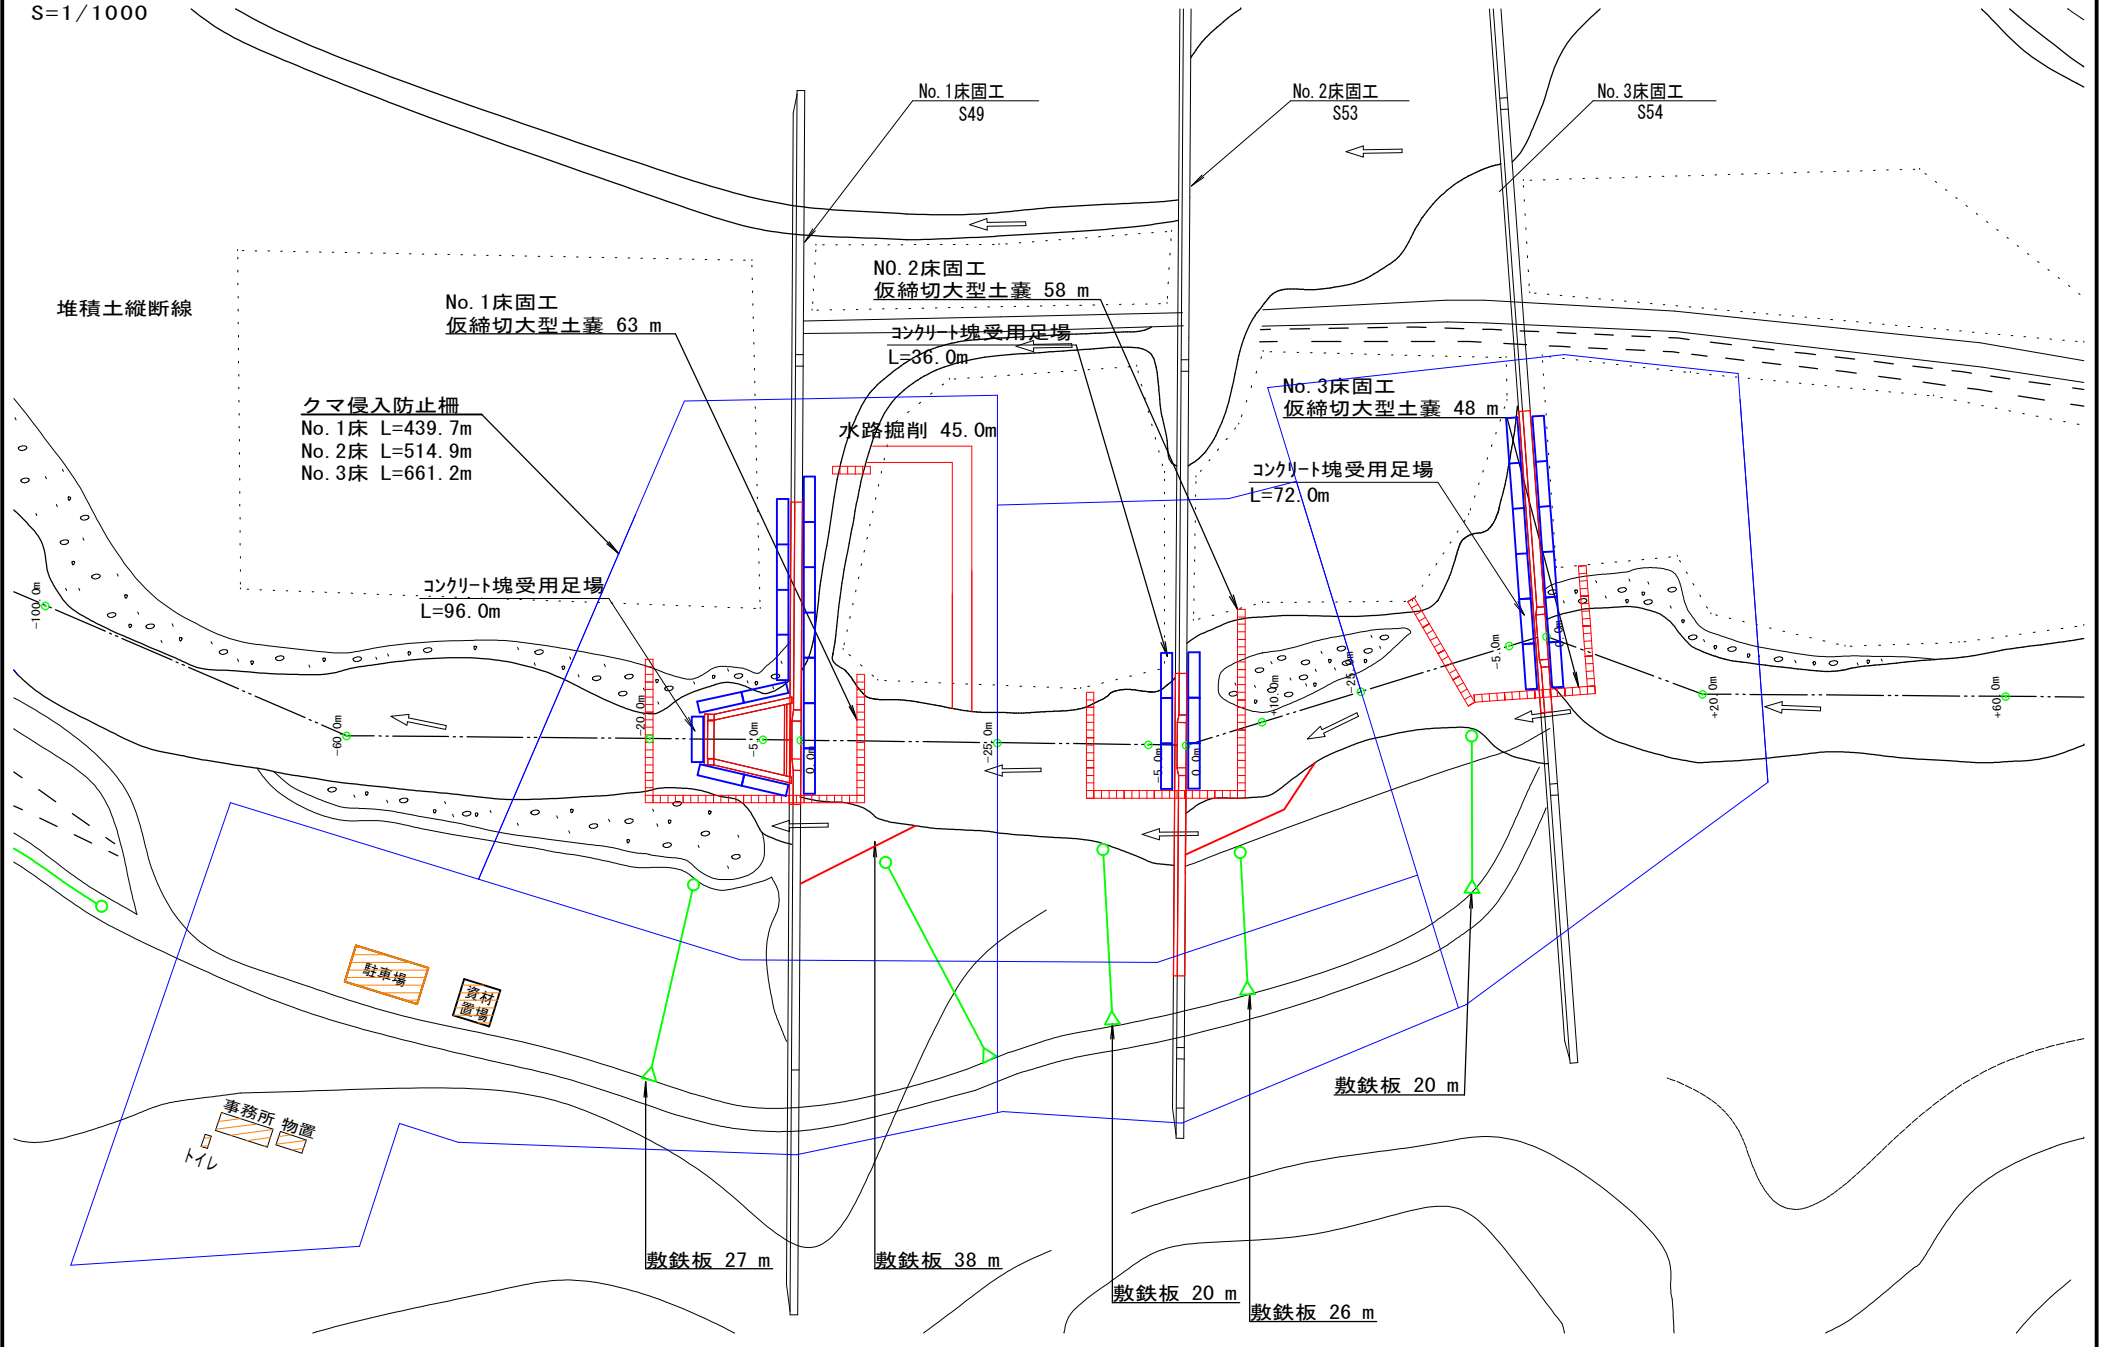 S=1/1000
No.1床固工
S49
No.2床固工
S53
No.3床固工
S54
堆積土縦断線
No.1床固工
仮締切大型土嚢 63 m
NO.2床固工
仮締切大型土嚢 58 m
コンクリート塊受用足場
L=36.0m
No.3床固工
仮締切大型土嚢 48 m
クマ侵入防止柵
No.1床 L=439.7m
No.2床 L=514.9m
No.3床 L=661.2m
水路掘削 45.0m
コンクリート塊受用足場
L=72.0m
コンクリート塊受用足場
L=96.0m
-100.0m
-60.0m
-20.0m
-5.0m
0.0m
-25.0m
-5.0m
0.0m
+10.0m
-25.0m
-5.0m
0.0m
+20.0m
+60.0m
駐車場
資材
置場
事務所
物置
トイレ
敷鉄板 20 m
敷鉄板 27 m
敷鉄板 38 m
敷鉄板 20 m
敷鉄板 26 m